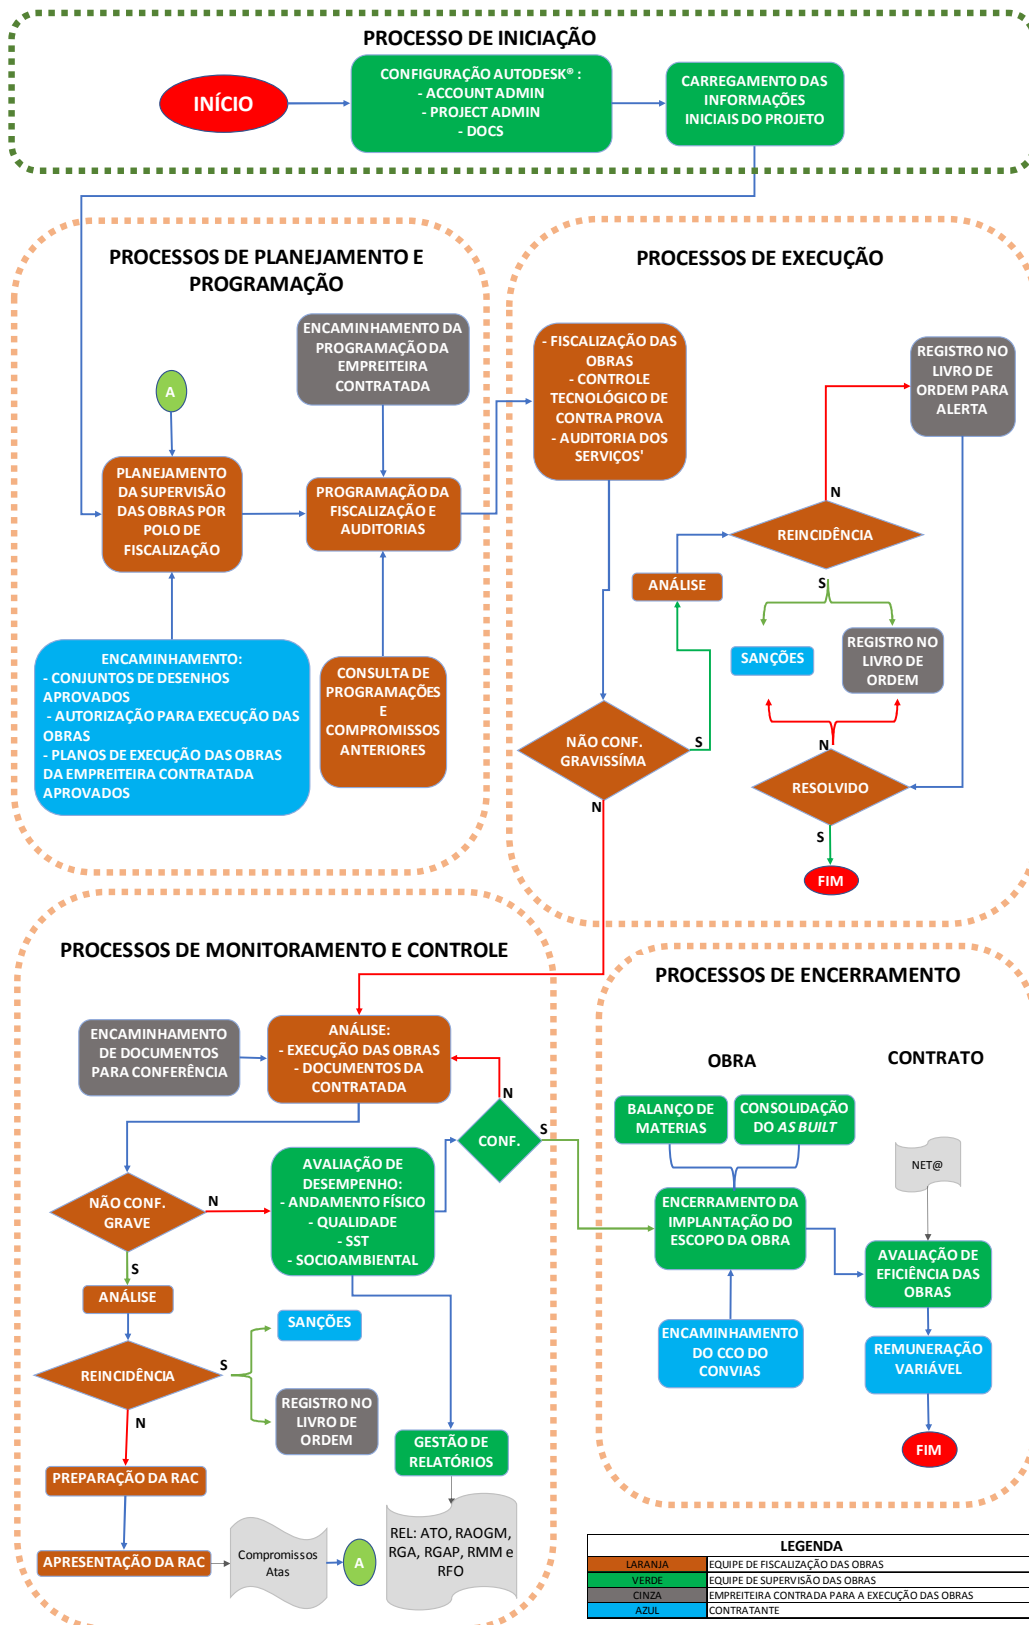 PROCESSO DE INICIAÇÃO
INÍCIO
CONFIGURAÇÃO AUTODESK® :
- ACCOUNT ADMIN
- PROJECT ADMIN
- DOCS
CARREGAMENTO DAS
INFORMAÇÕES
INICIAIS DO PROJETO
PROCESSOS DE PLANEJAMENTO E
PROGRAMAÇÃO
ENCAMINHAMENTO DA
PROGRAMAÇÃO DA
EMPREITEIRA
CONTRATADA
A
PLANEJAMENTO
DA SUPERVISÃO
DAS OBRAS POR
POLO DE
FISCALIZAÇÃO
PROGRAMAÇÃO DA
FISCALIZAÇÃO E
AUDITORIAS
ENCAMINHAMENTO:
- CONJUNTOS DE DESENHOS
APROVADOS
- AUTORIZAÇÃO PARA EXECUÇÃO DAS
OBRAS
- PLANOS DE EXECUÇÃO DAS OBRAS
DA EMPREITEIRA CONTRATADA
APROVADOS
CONSULTA DE
PROGRAMAÇÕES
E
COMPROMISSOS
ANTERIORES
PROCESSOS DE EXECUÇÃO
- FISCALIZAÇÃO DAS
OBRAS
- CONTROLE
TECNOLÓGICO DE
CONTRA PROVA
- AUDITORIA DOS
SERVIÇOS'
REGISTRO NO
LIVRO DE
ORDEM PARA
ALERTA
N
REINCIDÊNCIA
S
ANÁLISE
SANÇÕES
REGISTRO NO
LIVRO DE
ORDEM
NÃO CONF.
GRAVISSÍMA
S
N
N
RESOLVIDO
S
FIM
PROCESSOS DE MONITORAMENTO E CONTROLE
ENCAMINHAMENTO
DE DOCUMENTOS
PARA CONFERÊNCIA
ANÁLISE:
- EXECUÇÃO DAS OBRAS
- DOCUMENTOS DA
CONTRATADA
N
CONF.
S
NÃO CONF.
GRAVE
N
S
AVALIAÇÃO DE
DESEMPENHO:
- ANDAMENTO FÍSICO
- QUALIDADE
- SST
- SOCIOAMBIENTAL
ANÁLISE
REINCIDÊNCIA
S
N
SANÇÕES
REGISTRO NO
LIVRO DE
ORDEM
GESTÃO DE
RELATÓRIOS
PREPARAÇÃO DA RAC
APRESENTAÇÃO DA RAC
Compromissos
Atas
A
REL: ATO, RAOGM,
RGA, RGAP, RMM e
RFO
PROCESSOS DE ENCERRAMENTO
OBRA
CONTRATO
BALANÇO DE
MATERIAS
CONSOLIDAÇÃO
DO AS BUILT
NET@
ENCERRAMENTO DA
IMPLANTAÇÃO DO
ESCOPO DA OBRA
AVALIAÇÃO DE
EFICIÊNCIA DAS
OBRAS
ENCAMINHAMENTO
DO CCO DO
CONVIAS
REMUNERAÇÃO
VARIÁVEL
FIM
LEGENDA
LARANJA EQUIPE DE FISCALIZAÇÃO DAS OBRAS
VERDE EQUIPE DE SUPERVISÃO DAS OBRAS
CINZA EMPREITEIRA CONTRADA PARA A EXECUÇÃO DAS OBRAS
AZUL CONTRATANTE